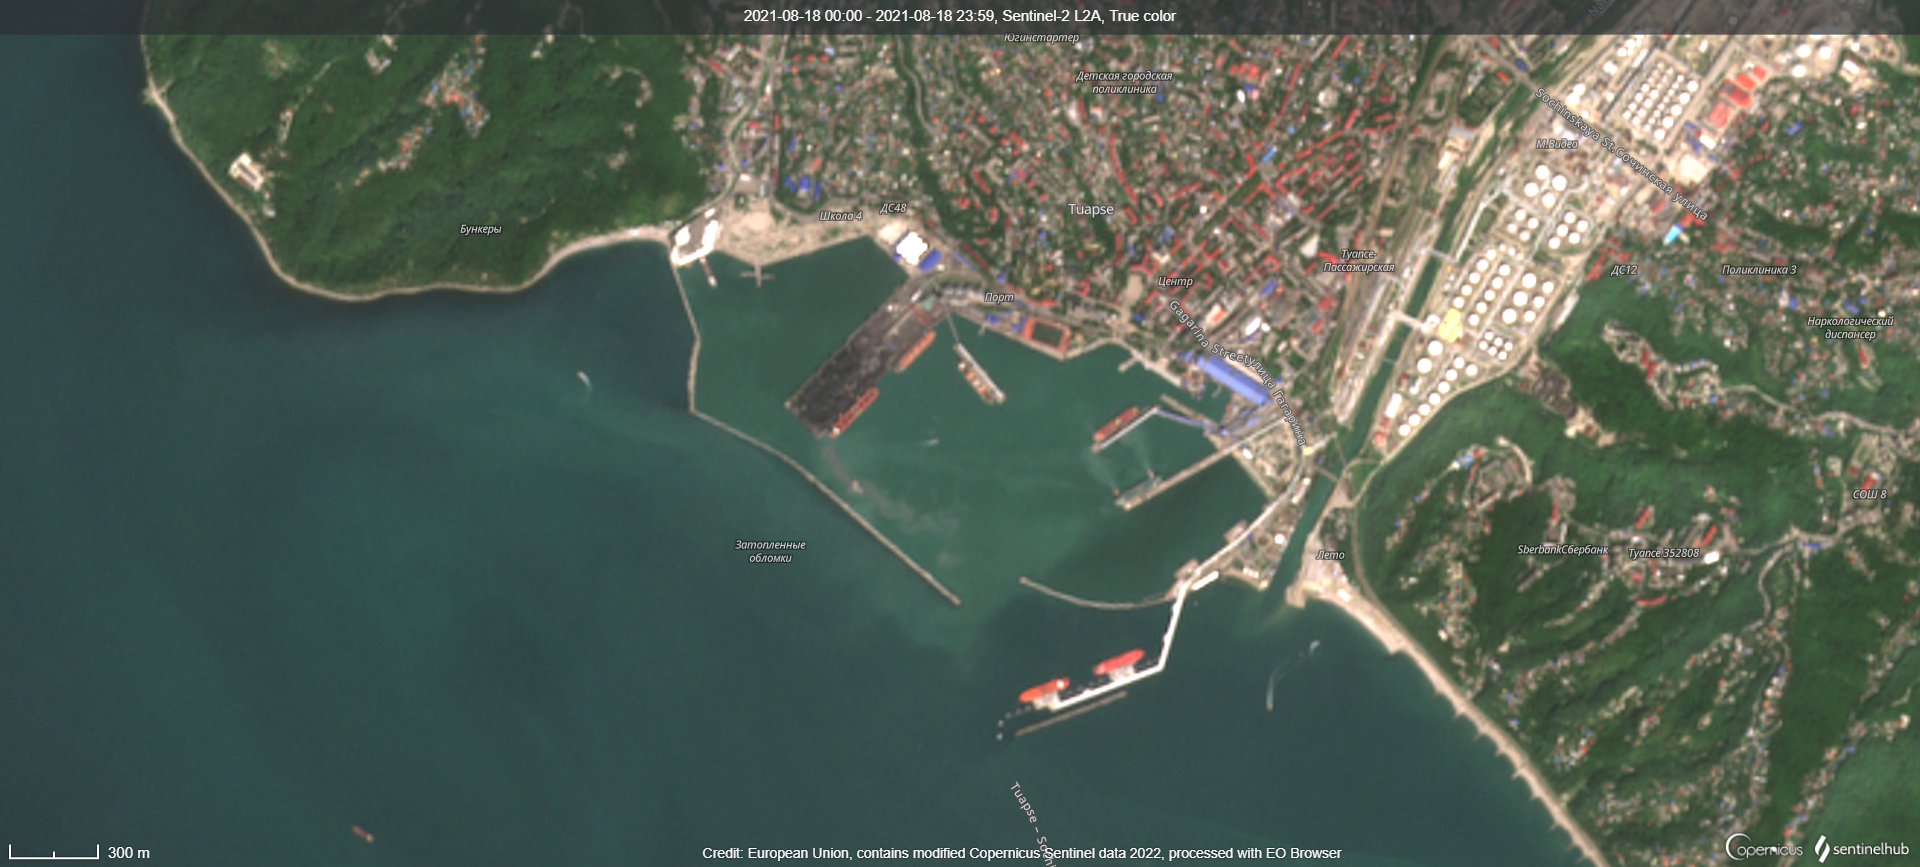 2021-08-18 00:00 - 2021-08-18 23:59, Sentinel-2 L2A, True color
Югинстартер
Детская городская
поликлиника
Sochinskaya St.Сочинская улица
М.Видео
Школа 4
ДС48
Tuapse
Бункеры
Туапсе-
Пассажирская
ДС12
Поликлиника 3
Центр
Порт
Gagarina Streetулица Гагарина
Наркологический
диспансер
СОШ 8
Затопленные
обломки
Лето
SberbankСбербанк
Туапсе 352808
Tuapse – Soch
300 m
Credit: European Union, contains modified Copernicus Sentinel data 2022, processed with EO Browser
Copernicus
sentinelhub